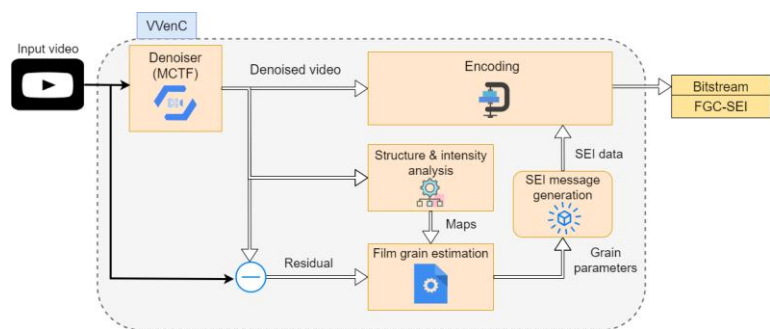 VVenC
Input video
Denoiser
(MCTF)
Denoised video
Encoding
Bitstream
FGC-SEI
Structure & intensity
analysis
SEI data
SEI message
generation
Maps
Residual
Film grain estimation
Grain
parameters